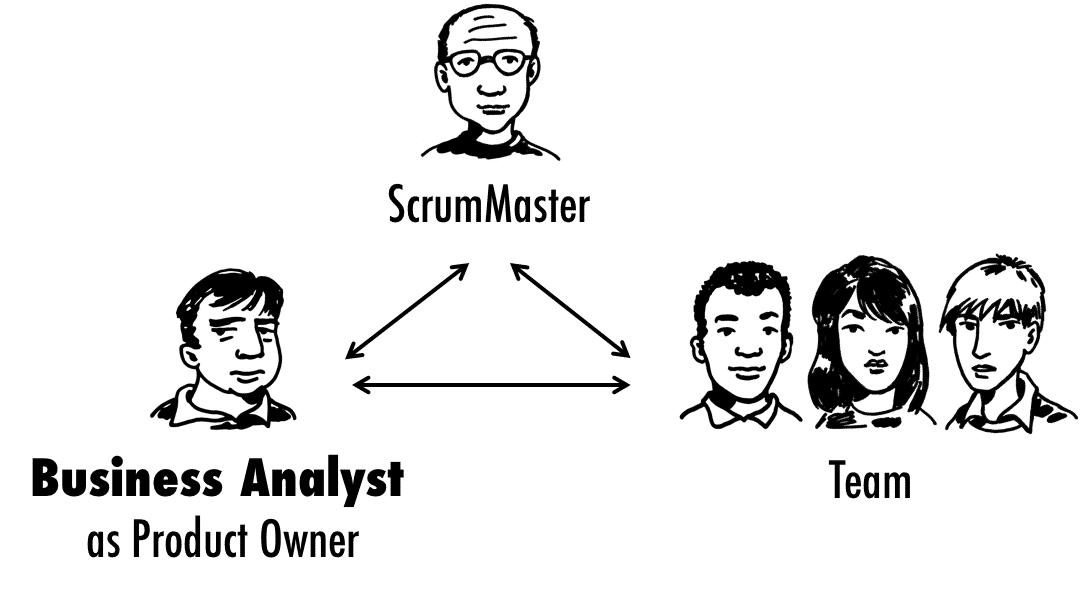 ScrumMaster
Business Analyst
as Product Owner
Team